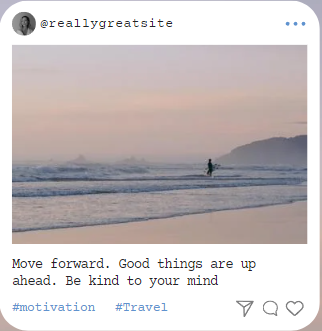 @reallygreatsite
Move forward. Good things are up
ahead. Be kind to your mind
#motivation #Travel